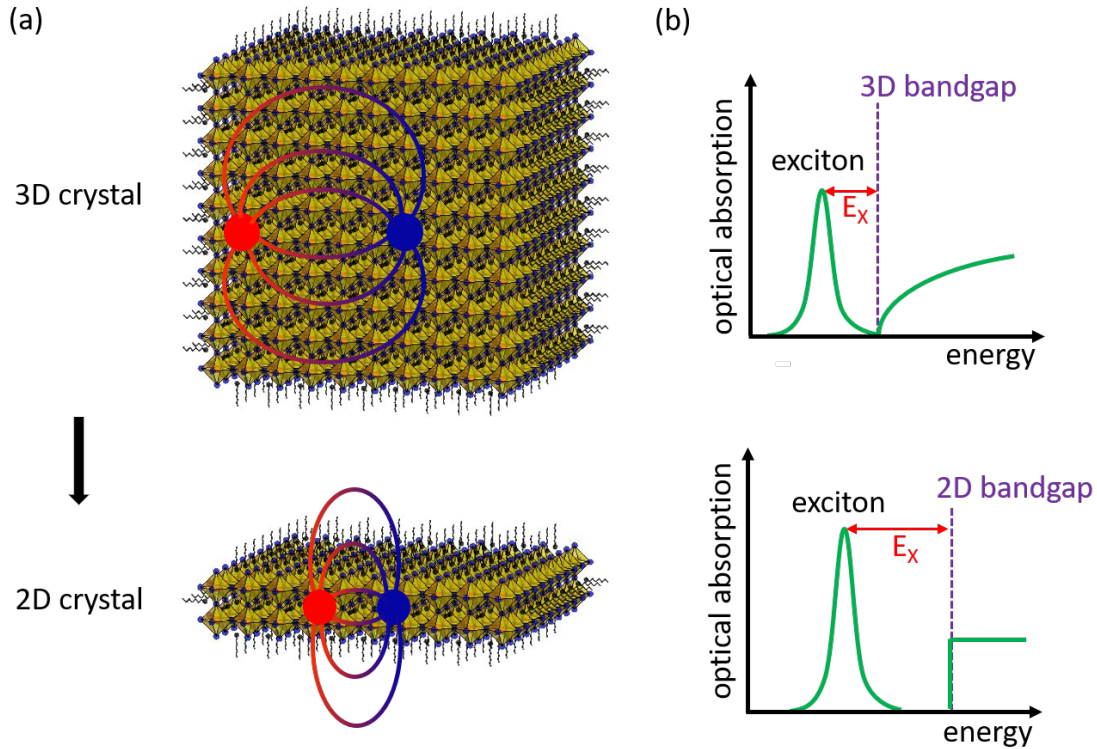 (a)
3D crystal
2D crystal
(b)
3D bandgap
exciton
E_X
optical absorption
energy
2D bandgap
exciton
E_X
optical absorption
energy